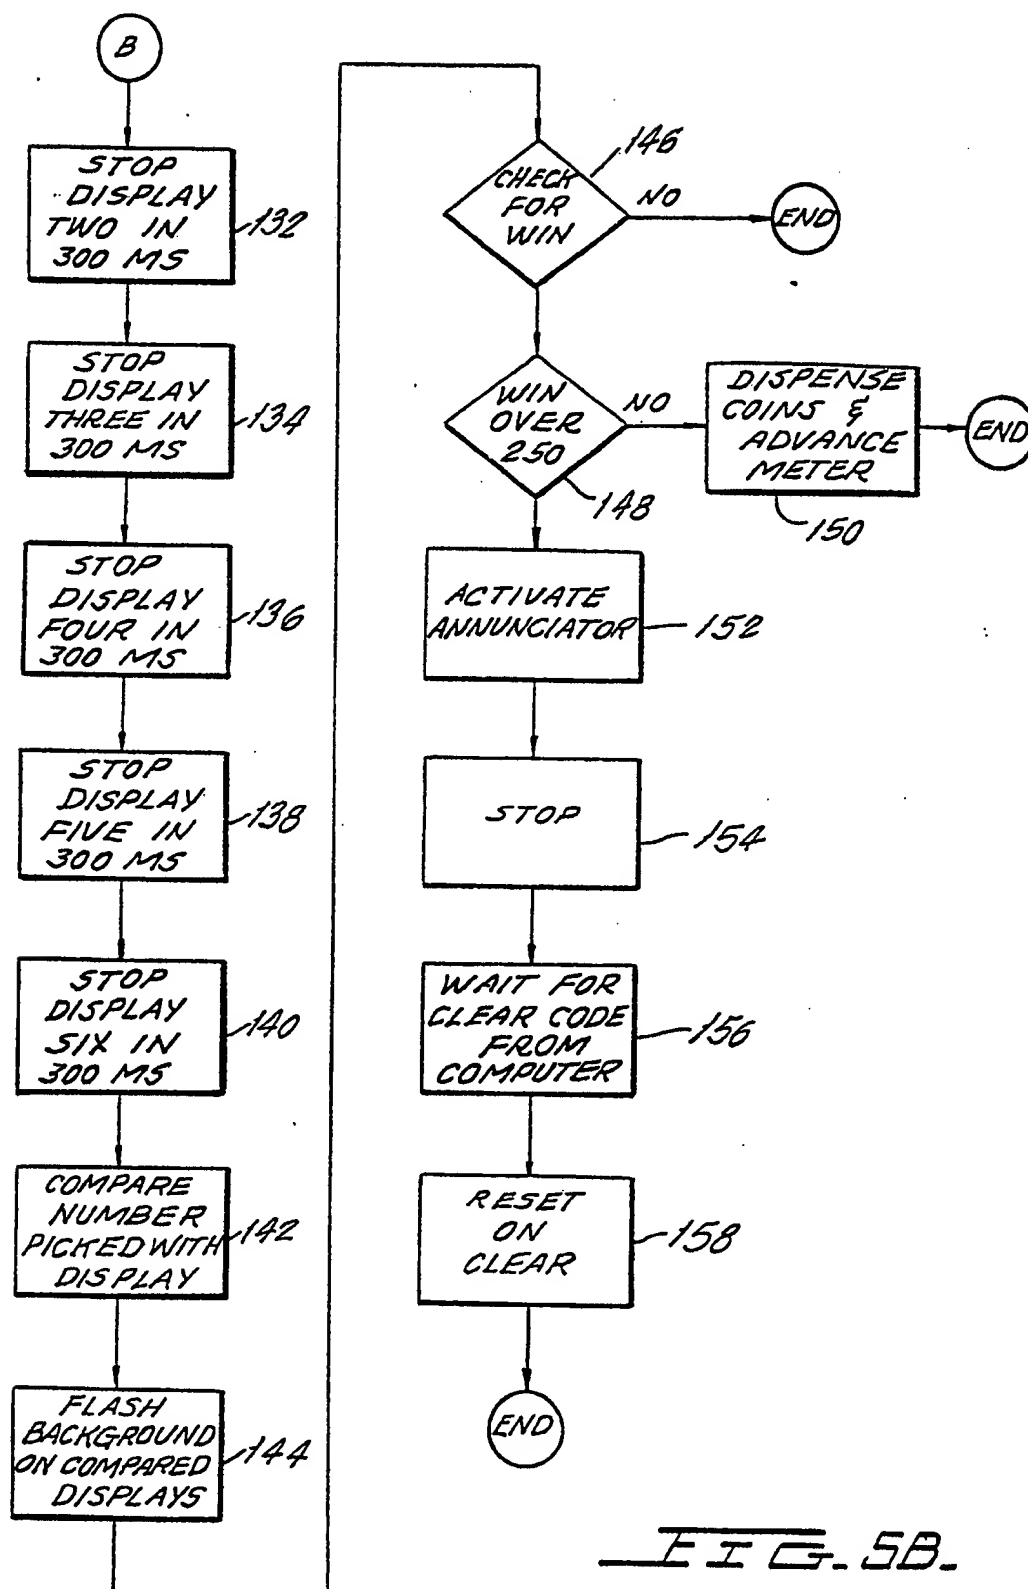 B
STOP
DISPLAY
TWO IN
300 MS
132
STOP
DISPLAY
THREE IN
300 MS
134
STOP
DISPLAY
FOUR IN
300 MS
136
STOP
DISPLAY
FIVE IN
300 MS
138
STOP
DISPLAY
SIX IN
300 MS
140
COMPARE
NUMBER
PICKED WITH
DISPLAY
142
FLASH
BACKGROUND
ON COMPARED
DISPLAYS
144
CHECK
FOR
WIN
146
NO
END
WIN
OVER
250
148
NO
DISPENSE
COINS &
ADVANCE
METER
150
END
ACTIVATE
ANNUNCIATOR
152
STOP
154
WAIT FOR
CLEAR CODE
FROM
COMPUTER
156
RESET
ON
CLEAR
158
END
FIG. 5B.